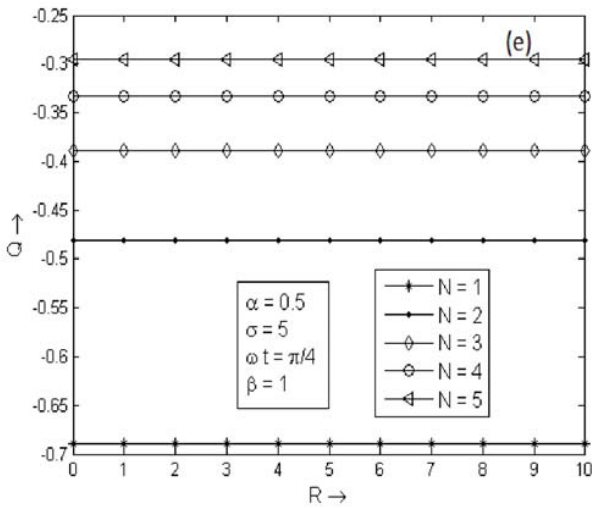 (e)
-0.25
-0.3
-0.35
-0.4
-0.45
-0.5
-0.55
-0.6
-0.65
-0.7
Q →
α = 0.5
σ = 5
ω t = π/4
β = 1
N = 1
N = 2
N = 3
N = 4
N = 5
0 1 2 3 4 5 6 7 8 9 10
R →